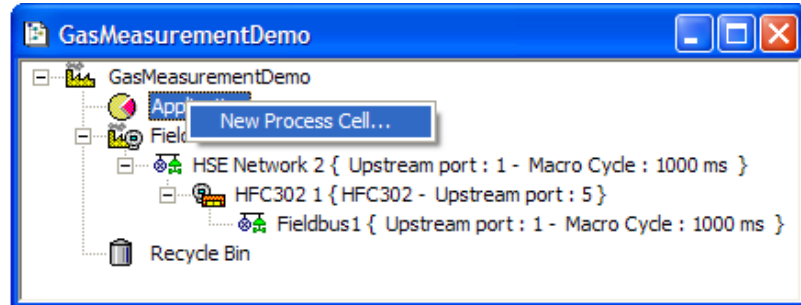 GasMeasurementDemo
GasMeasurementDemo
New Process Cell...
HSE Network 2 { Upstream port : 1 - Macro Cycle : 1000 ms }
HFC302 1 {HFC302 - Upstream port : 5}
Fieldbus1 { Upstream port : 1 - Macro Cycle : 1000 ms }
Recycle Bin